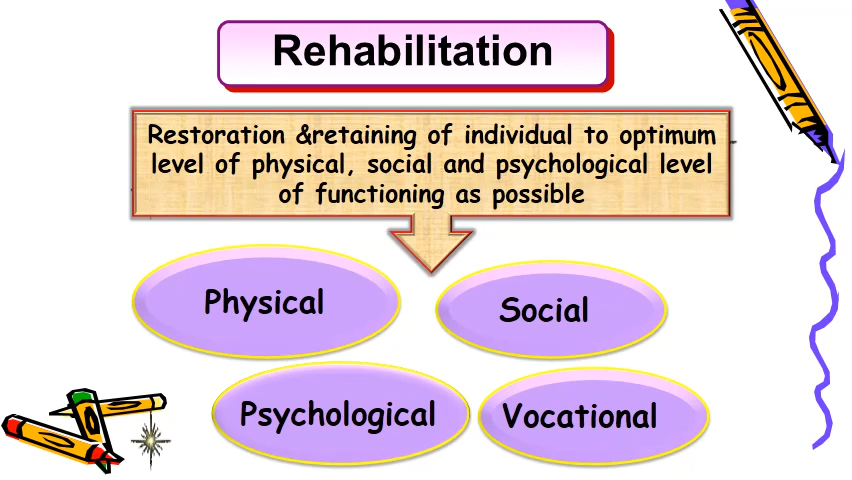 Rehabilitation
Restoration &retaining of individual to optimum
level of physical, social and psychological level
of functioning as possible
Physical
Social
Psychological
Vocational